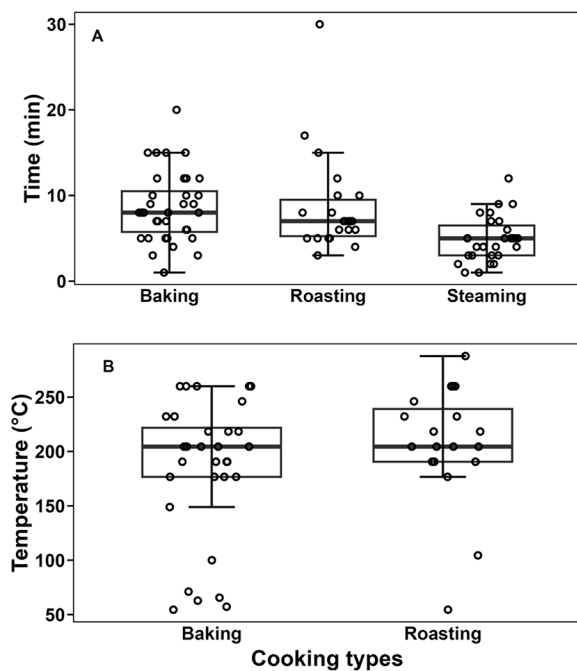 A
Time (min)
30
20
10
0
Baking Roasting Steaming
B
Temperature (°C)
250
200
150
100
50
Baking Roasting
Cooking types